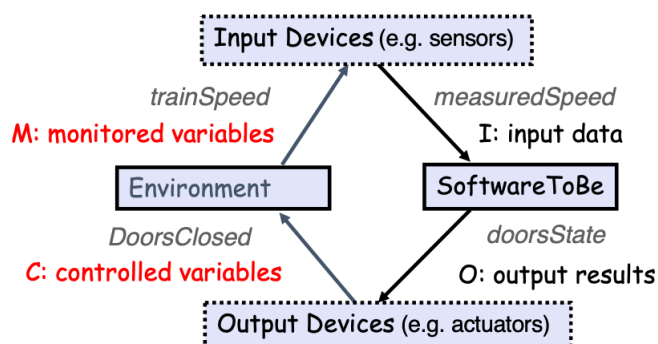 Input Devices (e.g. sensors)
trainSpeed
measuredSpeed
M: monitored variables
I: input data
Environment
SoftwareToBe
DoorsClosed
doorsState
C: controlled variables
O: output results
Output Devices (e.g. actuators)